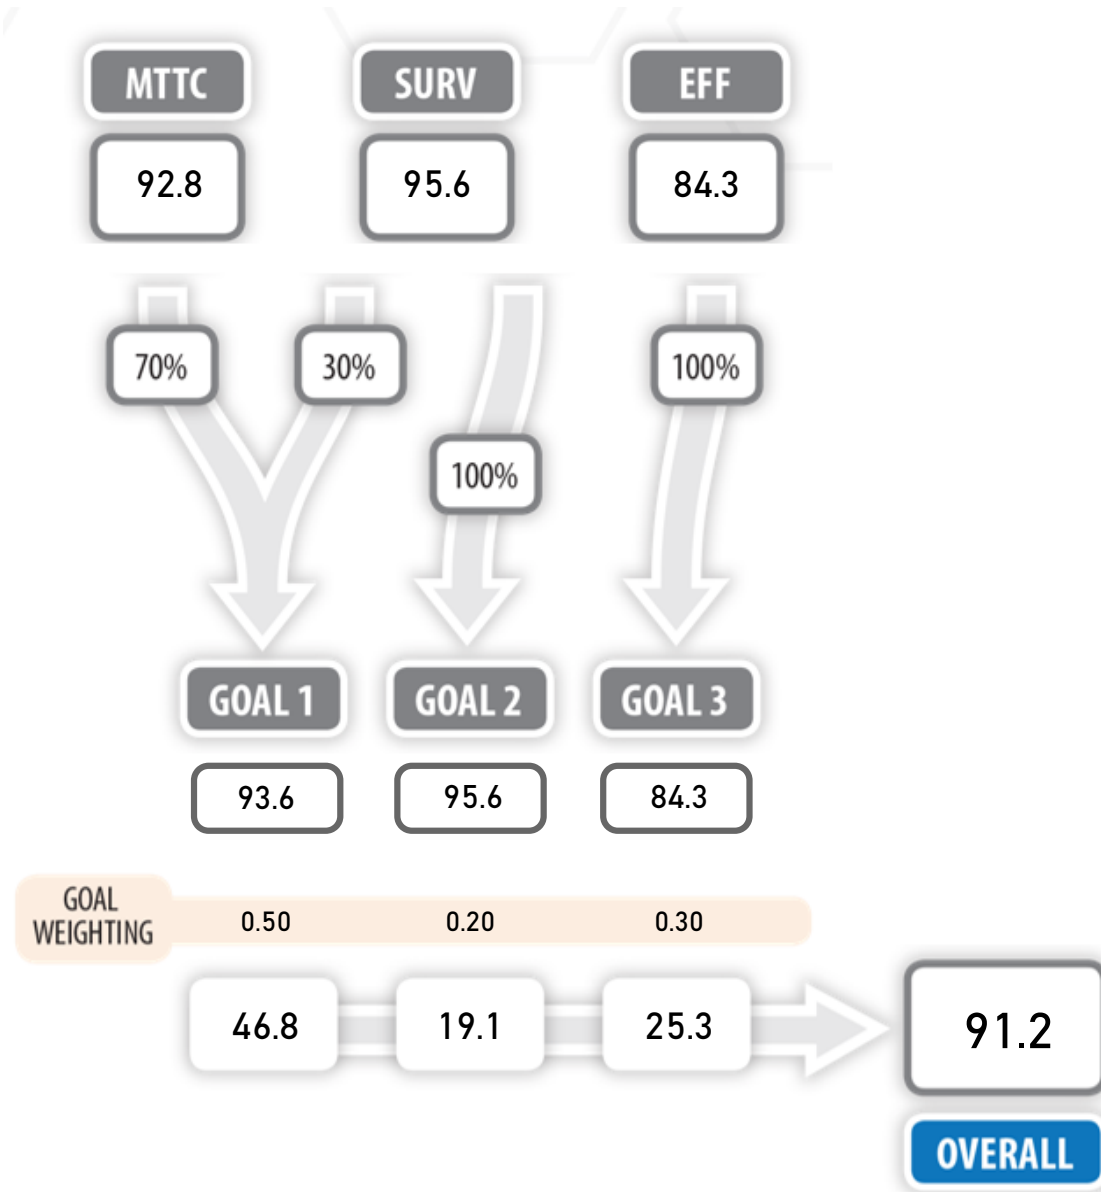 MTTC SURV EFF
92.8 95.6 84.3
70% 30% 100%
100%
GOAL 1 GOAL 2 GOAL 3
93.6 95.6 84.3
GOAL
WEIGHTING
0.50 0.20 0.30
46.8 19.1 25.3 91.2
OVERALL